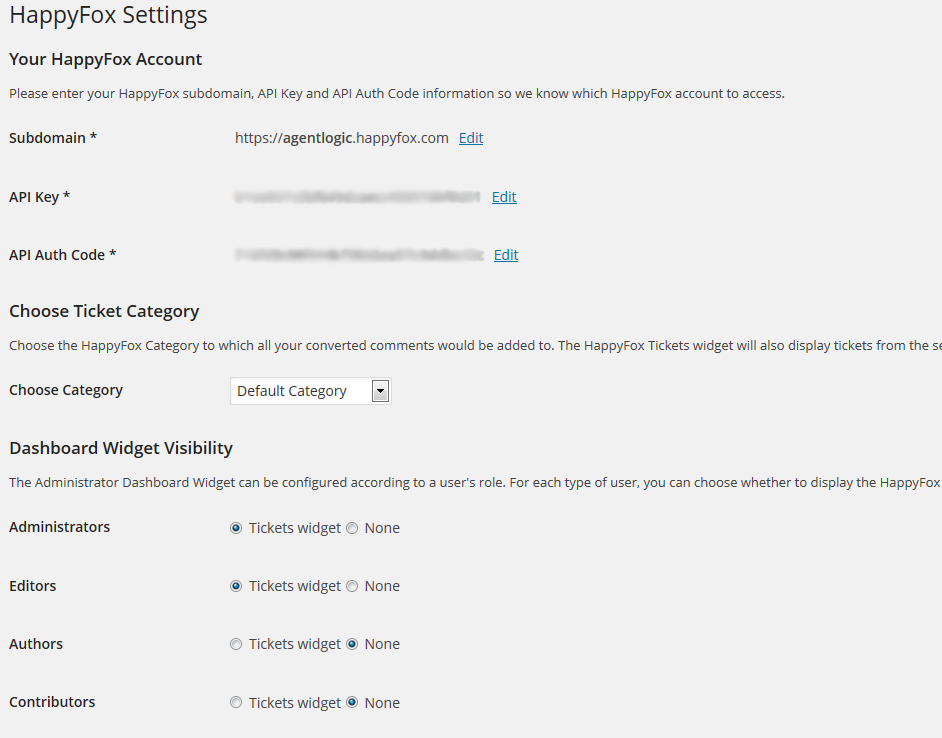 HappyFox Settings
Your HappyFox Account
Please enter your HappyFox subdomain, API Key and API Auth Code information so we know which HappyFox account to access.
Subdomain * https://agentlogic.happyfox.com Edit
API Key * Edit
API Auth Code * Edit
Choose Ticket Category
Choose the HappyFox Category to which all your converted comments would be added to. The HappyFox Tickets widget will also display tickets from the
Choose Category Default Category
Dashboard Widget Visibility
The Administrator Dashboard Widget can be configured according to a user's role. For each type of user, you can choose whether to display the HappyFox
Administrators Tickets widget None
Editors Tickets widget None
Authors Tickets widget None
Contributors Tickets widget None